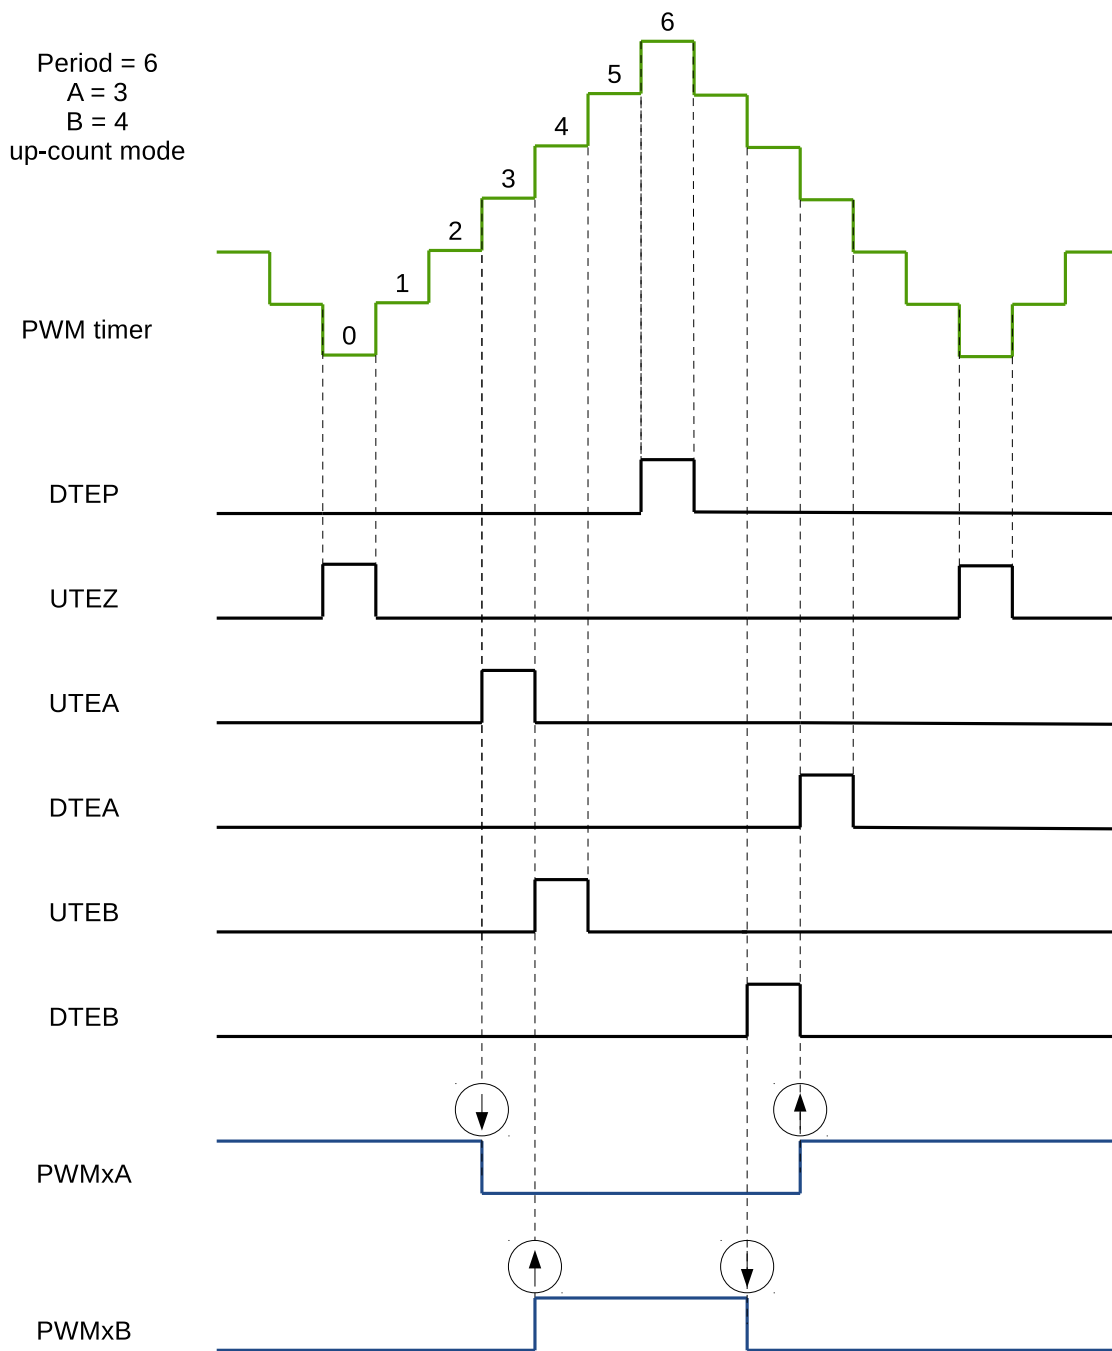 6
Period = 6
A = 3
B = 4
up-count mode
5
4
3
2
1
0
PWM timer
DTEP
UTEZ
UTEA
DTEA
UTEB
DTEB
PWMxA
PWMxB